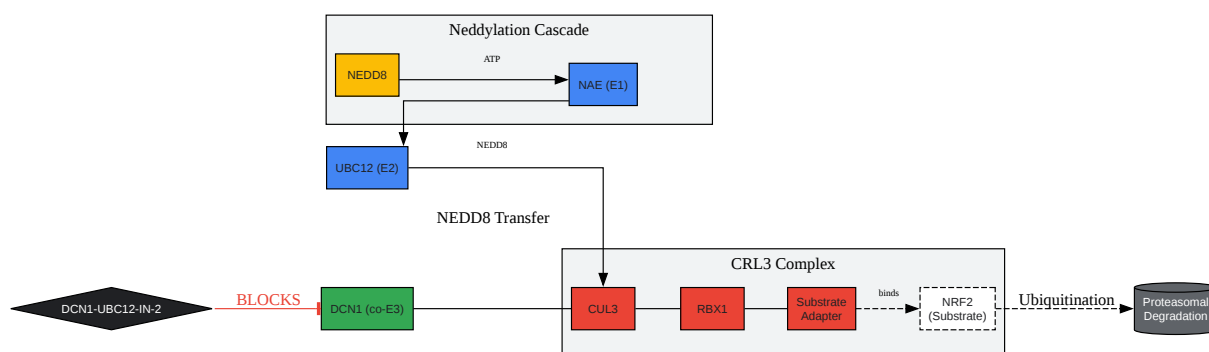 Neddylation Cascade
NEDD8
ATP
NAE (E1)
UBC12 (E2)
NEDD8
NEDD8 Transfer
CRL3 Complex
DCN1-UBC12-IN-2
BLOCKS
DCN1 (co-E3)
CUL3
RBX1
Substrate
Adapter
binds
NRF2
(Substrate)
Ubiquitination
Proteasomal
Degradation